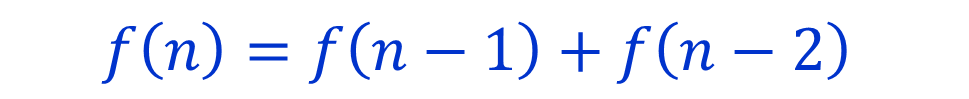 f(n) = f(n − 1) + f(n − 2)